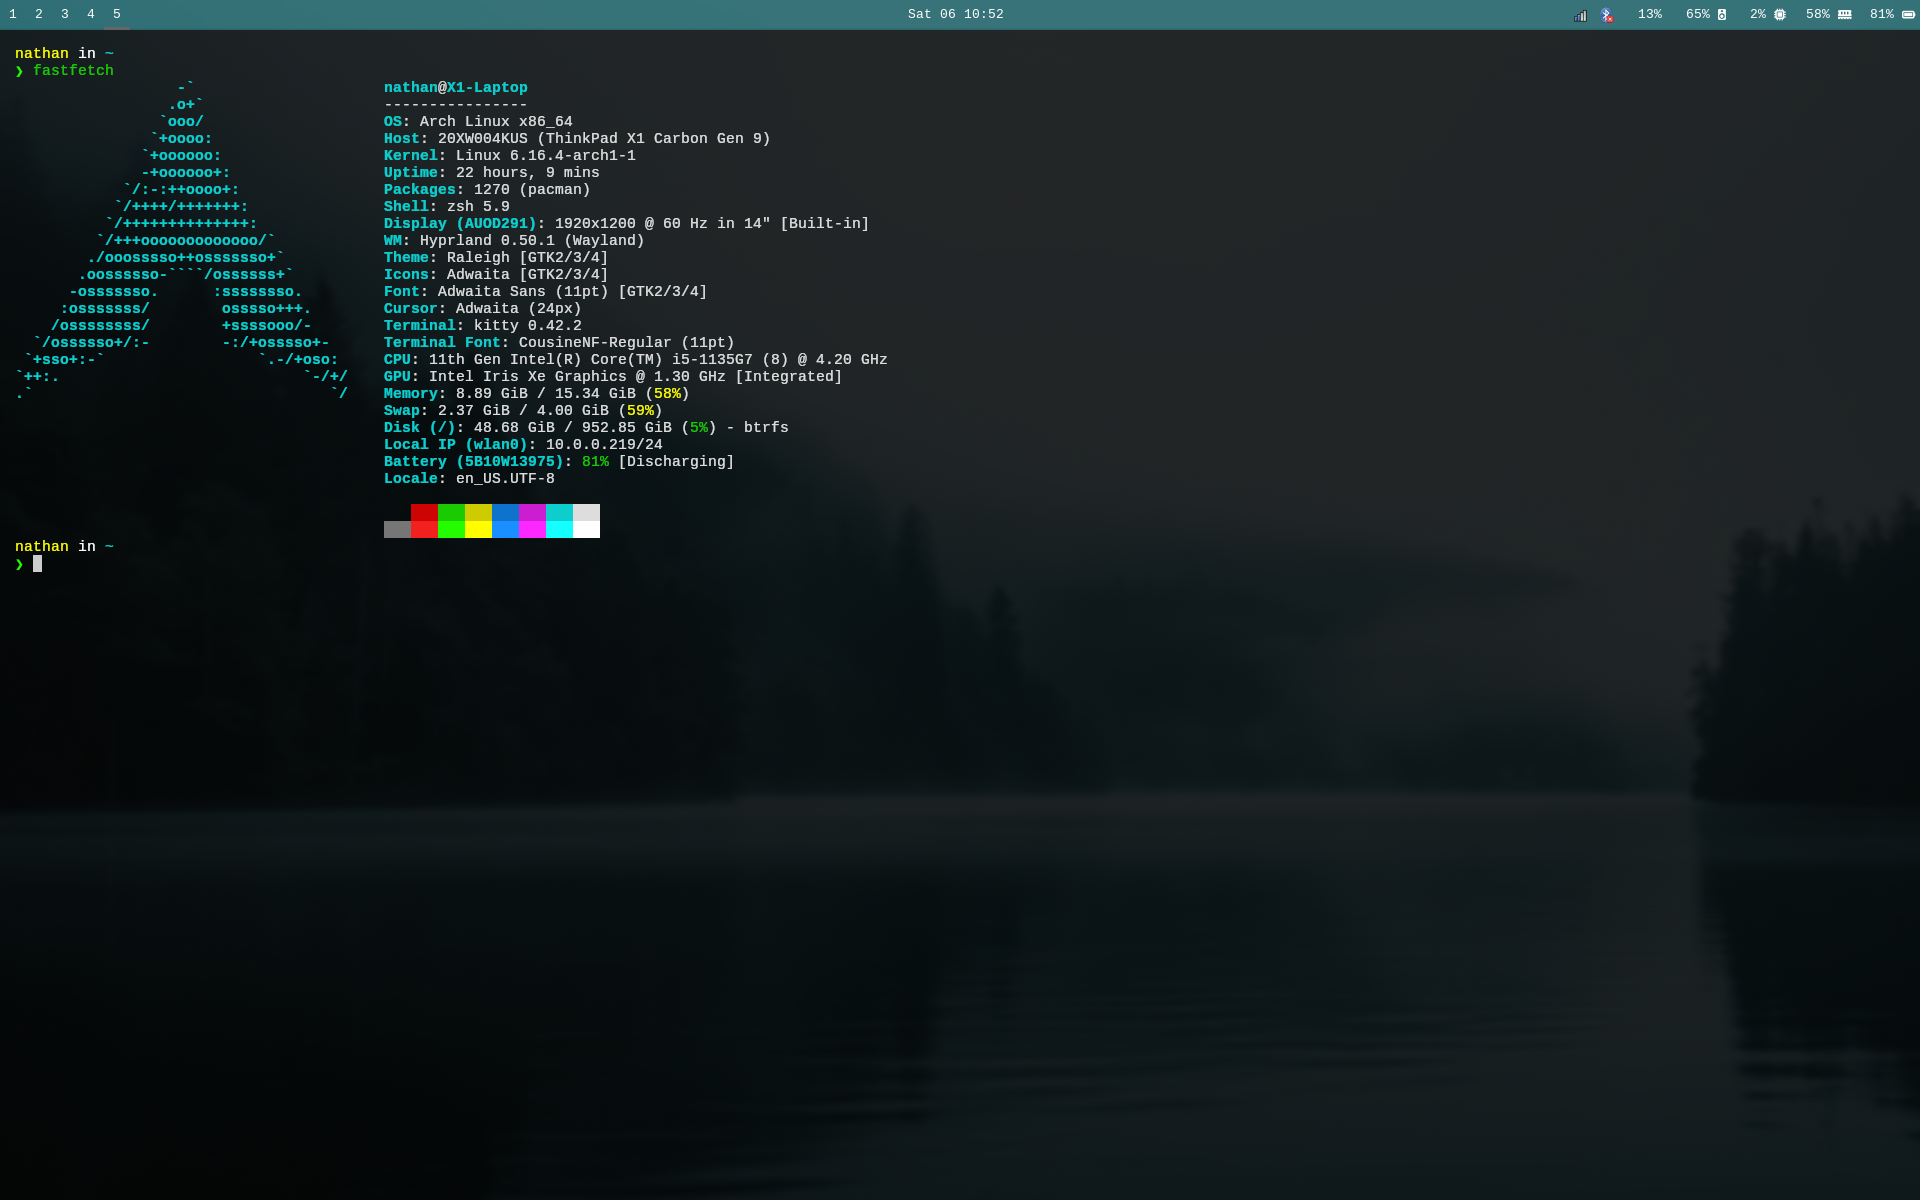 1 2 3 4 5 Sat 06 10:52 13% 65% 2% 58% 81%
nathan in ~
❯ fastfetch
                  -`                     nathan@X1-Laptop
                 .o+`                    ----------------
                `ooo/                    OS: Arch Linux x86_64
               `+oooo:                   Host: 20XW004KUS (ThinkPad X1 Carbon Gen 9)
              `+oooooo:                  Kernel: Linux 6.16.4-arch1-1
              -+oooooo+:                 Uptime: 22 hours, 9 mins
            `/:-:++oooo+:                Packages: 1270 (pacman)
           `/++++/+++++++:               Shell: zsh 5.9
          `/++++++++++++++:              Display (AUOD291): 1920x1200 @ 60 Hz in 14" [Built-in]
         `/+++ooooooooooooo/`            WM: Hyprland 0.50.1 (Wayland)
        ./ooosssso++osssssso+`           Theme: Raleigh [GTK2/3/4]
       .oossssso-````/ossssss+`          Icons: Adwaita [GTK2/3/4]
      -osssssso.      :ssssssso.         Font: Adwaita Sans (11pt) [GTK2/3/4]
     :osssssss/        osssso+++.        Cursor: Adwaita (24px)
    /ossssssss/        +ssssooo/-        Terminal: kitty 0.42.2
  `/ossssso+/:-        -:/+osssso+-      Terminal Font: CousineNF-Regular (11pt)
 `+sso+:-`                 `.-/+oso:     CPU: 11th Gen Intel(R) Core(TM) i5-1135G7 (8) @ 4.20 GHz
`++:.                           `-/+/    GPU: Intel Iris Xe Graphics @ 1.30 GHz [Integrated]
.`                                 `/    Memory: 8.89 GiB / 15.34 GiB (58%)
Swap: 2.37 GiB / 4.00 GiB (59%)
Disk (/): 48.68 GiB / 952.85 GiB (5%) - btrfs
Local IP (wlan0): 10.0.0.219/24
Battery (5B10W13975): 81% [Discharging]
Locale: en_US.UTF-8
nathan in ~
❯